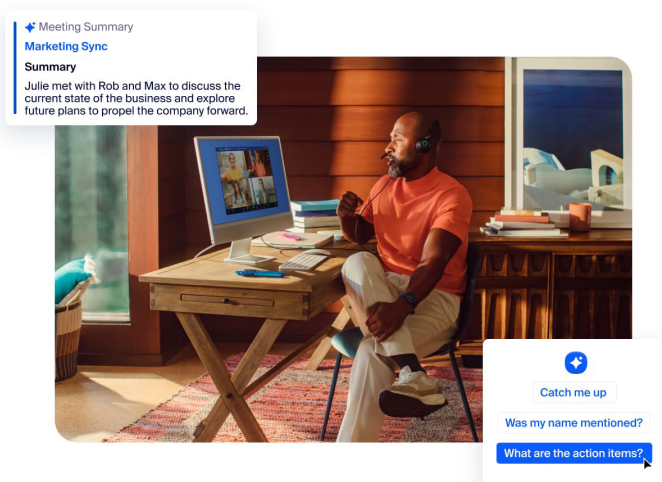 Meeting Summary
Marketing Sync
Summary
Julie met with Rob and Max to discuss the
current state of the business and explore
future plans to propel the company forward.
Catch me up
Was my name mentioned?
What are the action items?